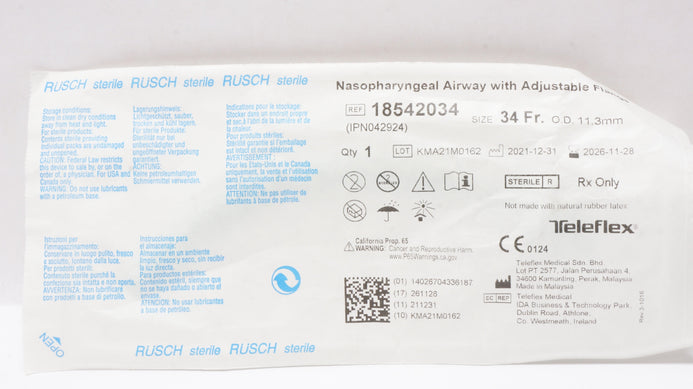 RUSCH sterile RUSCH sterile RUSCH sterile
Storage conditions:
Store in clean dry conditions
away from heat and light.
For sterile products:
Contents sterile providing
individual packs are undamaged
and unopened.
CAUTION: Federal Law restricts
this device to sale by, or on the
order of, a physician. For USA and
Canada only.
WARNING: Do not use lubricants
with a petroleum base.
Lagerungshinweis:
Lichtgeschützt, sauber,
trocken und kühl lagern.
Für sterile Produkte:
Sterilität nur bei
unbeschädigter und
ungeöffneter Verpackung
garantiert.
ACHTUNG:
Keine petroleumhaltigen
Schmiermittel verwenden.
Indications pour le stockage:
Stocker dans un endroit propre
et sec à l'abri de la lumière et de
la chaleur.
Pour produits stériles:
Stérilité garantie si l'emballage
est intact et non détérioré.
AVERTISSEMENT:
Pour les Etats-Unis et le Canada
uniquement, la vente et l'utilisation
sans l'autorisation d'un médecin
sont interdites.
ATTENTION: Ne pas utiliser de
lubrifiants à base de pétrole.
Istruzioni per
l'immagazzinamento:
Conservare in luogo pulito, fresco
e asciutto, lontano dalla luce.
Per prodotti sterili:
Contenuto sterile purché la
confezione sia intatta e non aperta.
AVVERTENZA: Non lubrificare
con prodotti a base di petrolio.
Instrucciones para
el almacenaje:
Almacenar en un ambiente
limpio, fresco y seco, sin recibir
la luz directa.
Para productos estériles:
Contenido estéril, siempre que
no se haya dañado o abierto el
envase.
ATENCIÓN: No usar lubricantes
a base de petróleo.
OPEN
RUSCH sterile RUSCH sterile
Nasopharyngeal Airway with Adjustable Flange
REF 18542034 SIZE 34 Fr. O.D. 11,3mm
(IPN042924)
Qty 1 LOT KMA21M0162 2021-12-31 2026-11-28
STERILE R Rx Only
Not made with natural rubber latex.
Teleflex
California Prop. 65
WARNING: Cancer and Reproductive Harm.
www.P65Warnings.ca.gov
CE 0124
Teleflex Medical Sdn. Bhd.
Lot PT 2577, Jalan Perusahaan 4,
34600 Kamunting, Perak, Malaysia
Made in Malaysia
(01) 14026704336187
(17) 261128
(11) 211231
(10) KMA21M0162
EC REP Teleflex Medical
IDA Business & Technology Park
Dublin Road, Athlone,
Co. Westmeath, Ireland